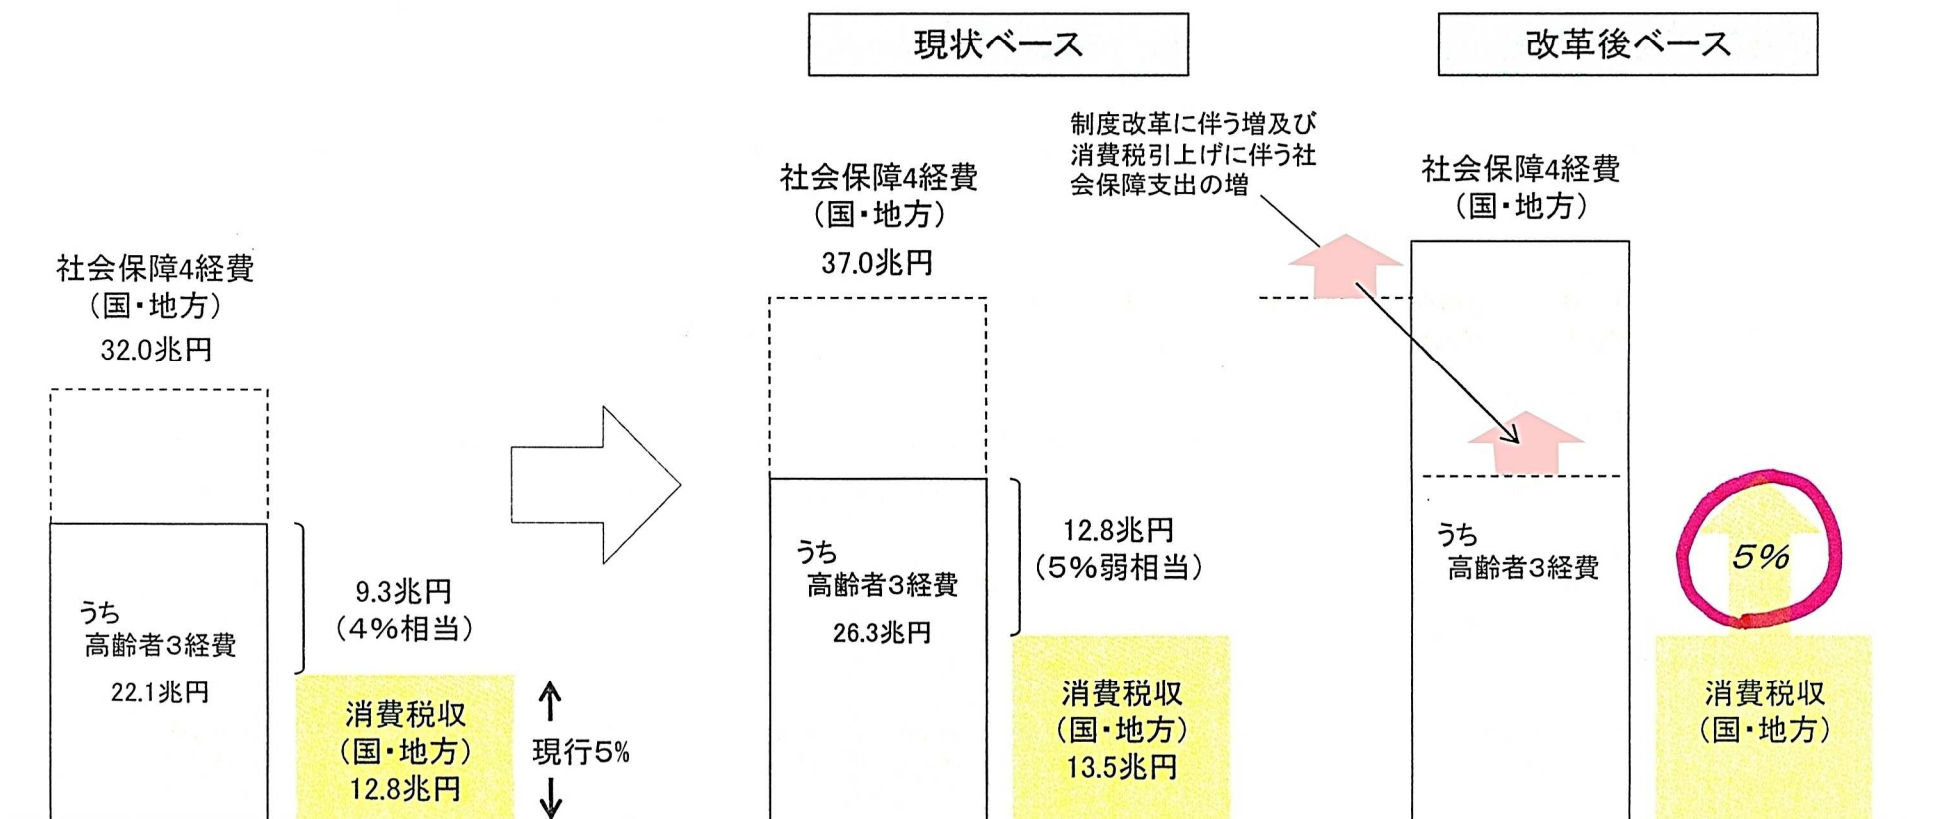 現状ベース
改革後ベース
制度改革に伴う増及び
消費税引上げに伴う社
会保障支出の増
社会保障4経費
（国・地方）
32.0兆円
うち
高齢者3経費
22.1兆円
9.3兆円
（4%相当）
消費税収
（国・地方）
12.8兆円
現行5%
社会保障4経費
（国・地方）
37.0兆円
うち
高齢者3経費
26.3兆円
12.8兆円
（5%弱相当）
消費税収
（国・地方）
13.5兆円
社会保障4経費
（国・地方）
うち
高齢者3経費
5%
消費税収
（国・地方）